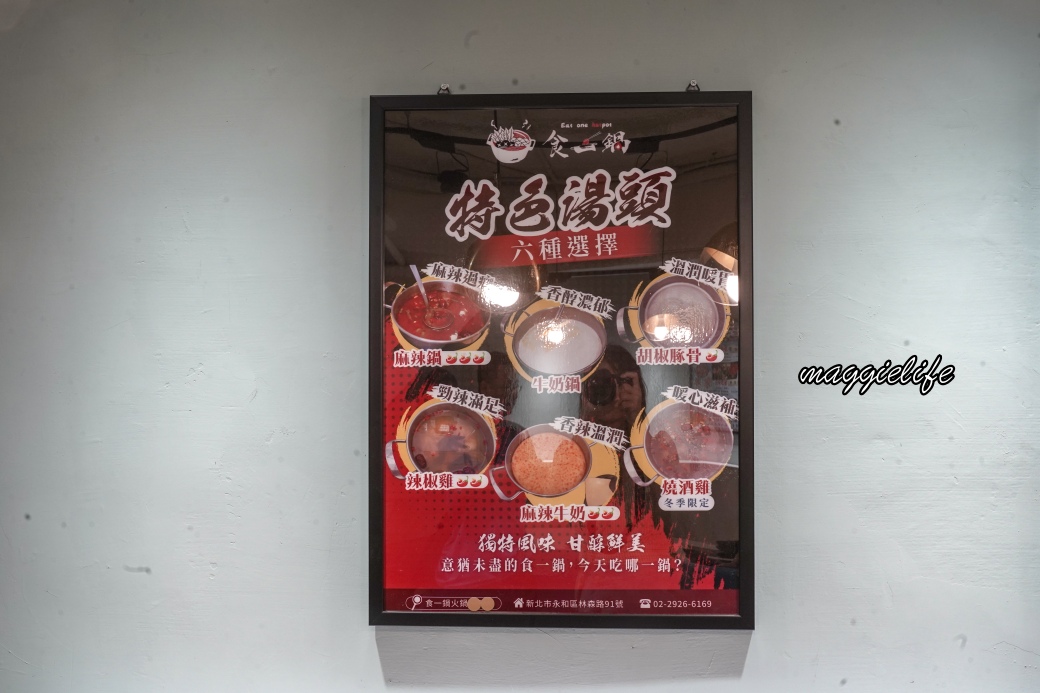 Eat one hotpot
食一鍋
特色湯頭
六種選擇
麻辣過癮
麻辣鍋
香醇濃郁
牛奶鍋
溫潤暖胃
胡椒豚骨
勁辣滿足
辣椒雞
香辣溫潤
麻辣牛奶
暖心滋補
燒酒雞
冬季限定
獨特風味 甘醇鮮美
意猶未盡的食一鍋，今天吃哪一鍋？
食一鍋火鍋
新北市永和區林森路91號
02-2926-6169
maggielife